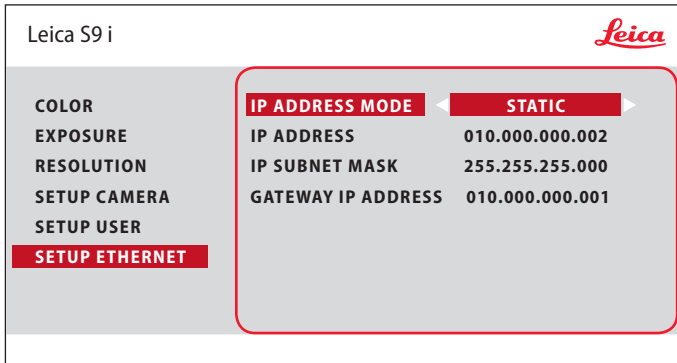 Leica S9 i
Leica
COLOR
EXPOSURE
RESOLUTION
SETUP CAMERA
SETUP USER
SETUP ETHERNET
IP ADDRESS MODE STATIC
IP ADDRESS 010.000.000.002
IP SUBNET MASK 255.255.255.000
GATEWAY IP ADDRESS 010.000.000.001